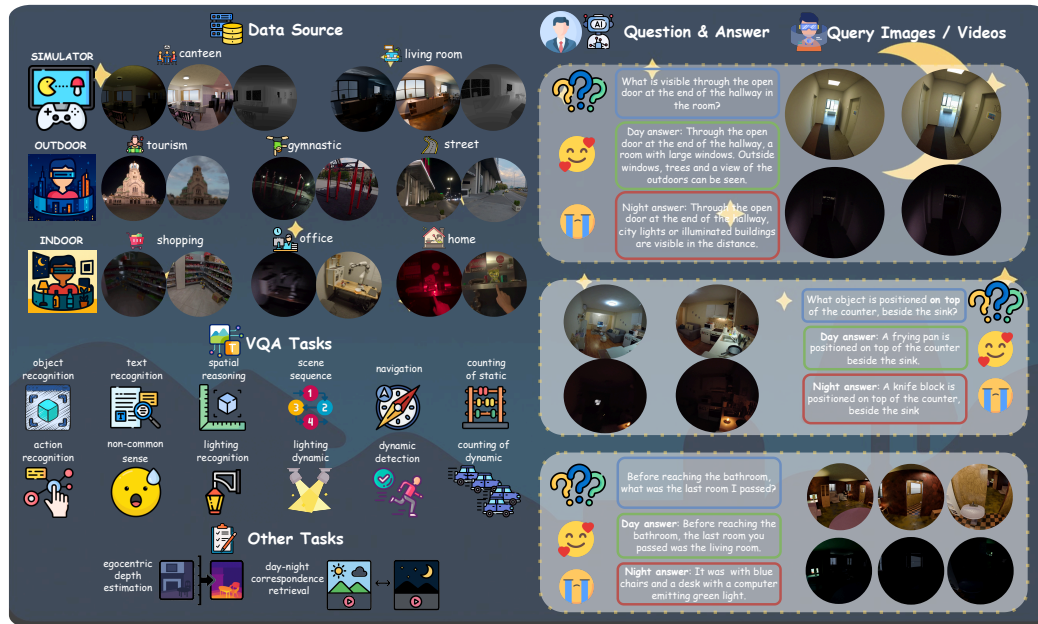 Data Source
SIMULATOR
canteen
living room
OUTDOOR
tourism
gymnastic
street
INDOOR
shopping
office
home
VQA Tasks
object
recognition
text
recognition
spatial
reasoning
scene
sequence
navigation
counting
of static
action
recognition
non-common
sense
lighting
recognition
lighting
dynamic
dynamic
detection
counting of
dynamic
Other Tasks
egocentric
depth
estimation
day-night
correspondence
retrieval
AI
Question & Answer
Query Images / Videos
What is visible through the open
door at the end of the hallway in
the room?
Day answer: Through the open
door at the end of the hallway, a
room with large windows. Outside
windows, trees and a view of the
outdoors can be seen.
Night answer: Through the open
door at the end of the hallway,
city lights or illuminated buildings
are visible in the distance.
What object is positioned on top
of the counter, beside the sink?
Day answer: A frying pan is
positioned on top of the counter
beside the sink.
Night answer: A knife block is
positioned on top of the counter,
beside the sink
Before reaching the bathroom,
what was the last room I passed?
Day answer: Before reaching the
bathroom, the last room you
passed was the living room.
Night answer: It was with blue
chairs and a desk with a computer
emitting green light.